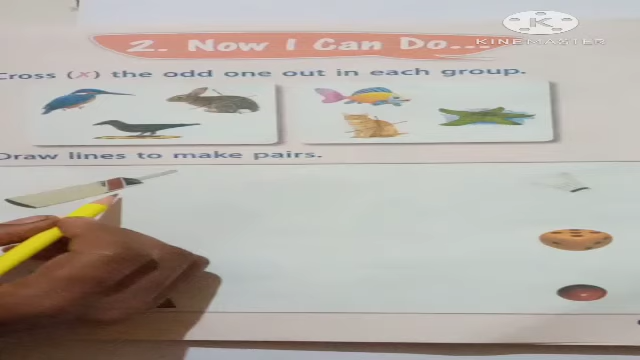 K
KINEMASTER
2. Now I Can Do...
Cross (x) the odd one out in each group.
Draw lines to make pairs.